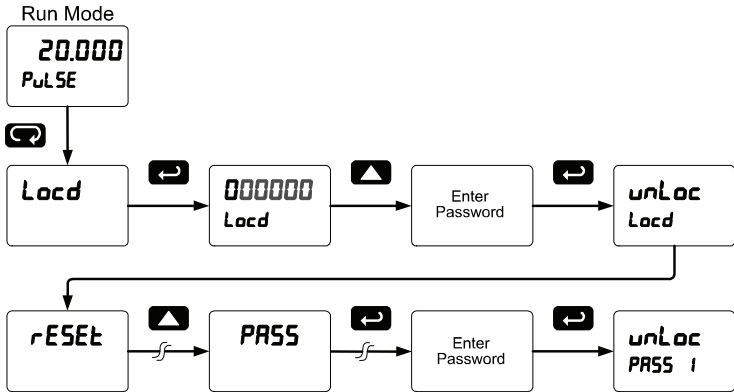 Run Mode
20.000
PuLSE
Locd
000000
Locd
Enter
Password
unLoc
Locd
rESEt
PASS
Enter
Password
unLoc
PASS 1